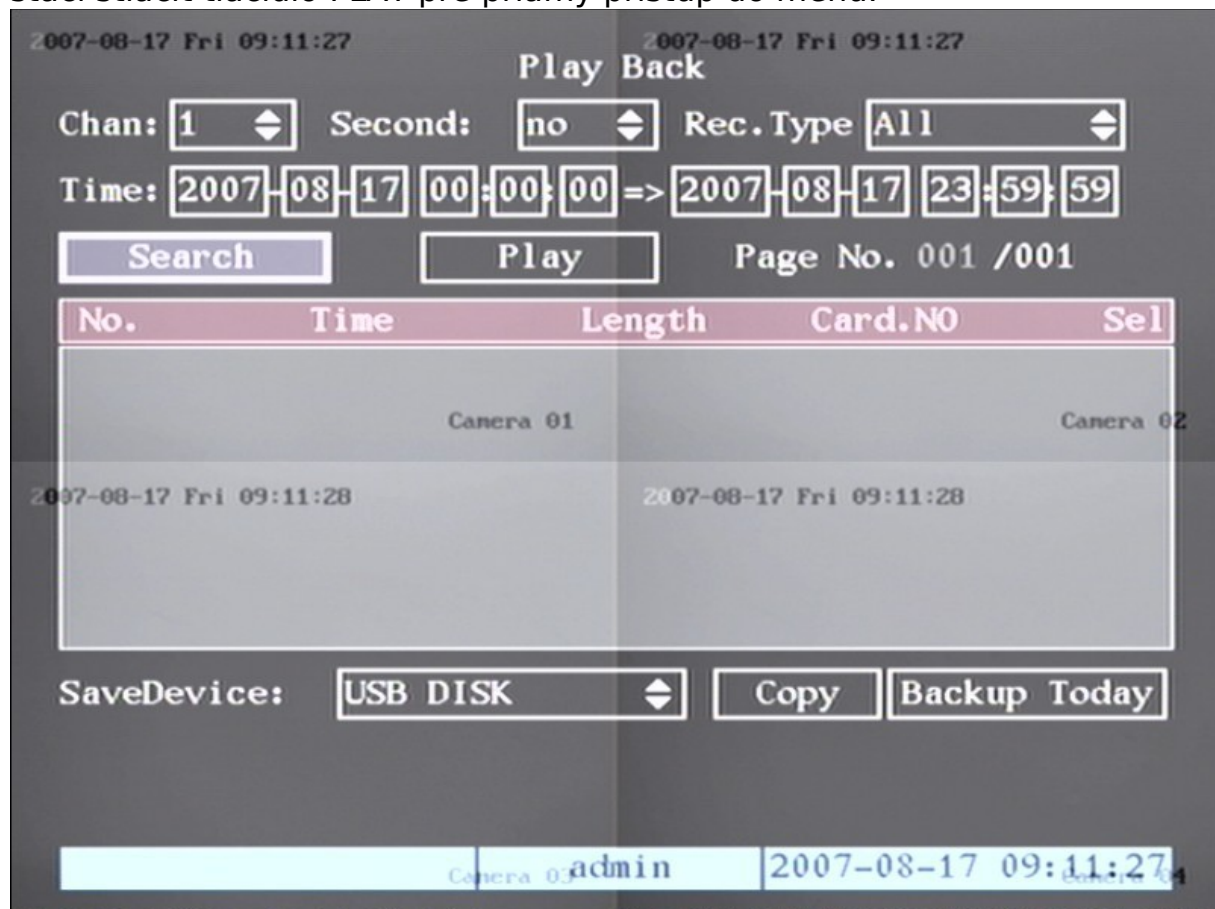 2007-08-17 Fri 09:11:27 2007-08-17 Fri 09:11:27
Play Back
Chan: 1 Second: no Rec.Type All
Time: 2007-08-17 00:00:00 => 2007-08-17 23:59:59
Search Play Page No. 001 /001
No. Time Length Card.NO Sel
Camera 01 Camera 02
2007-08-17 Fri 09:11:28 2007-08-17 Fri 09:11:28
SaveDevice: USB DISK Copy Backup Today
admin 2007-08-17 09:11:27
Camera 03 Camera 04